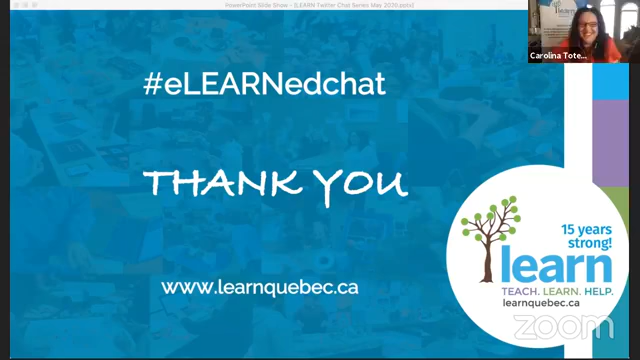 PowerPoint Slide Show - [LEARN Twitter Chat Series May 2020.pptx]
Carolina Tote...
#eLEARNedchat
THANK YOU
www.learnquebec.ca
15 years
strong!
learn
TEACH. LEARN. HELP.
learnquebec.ca
zoom